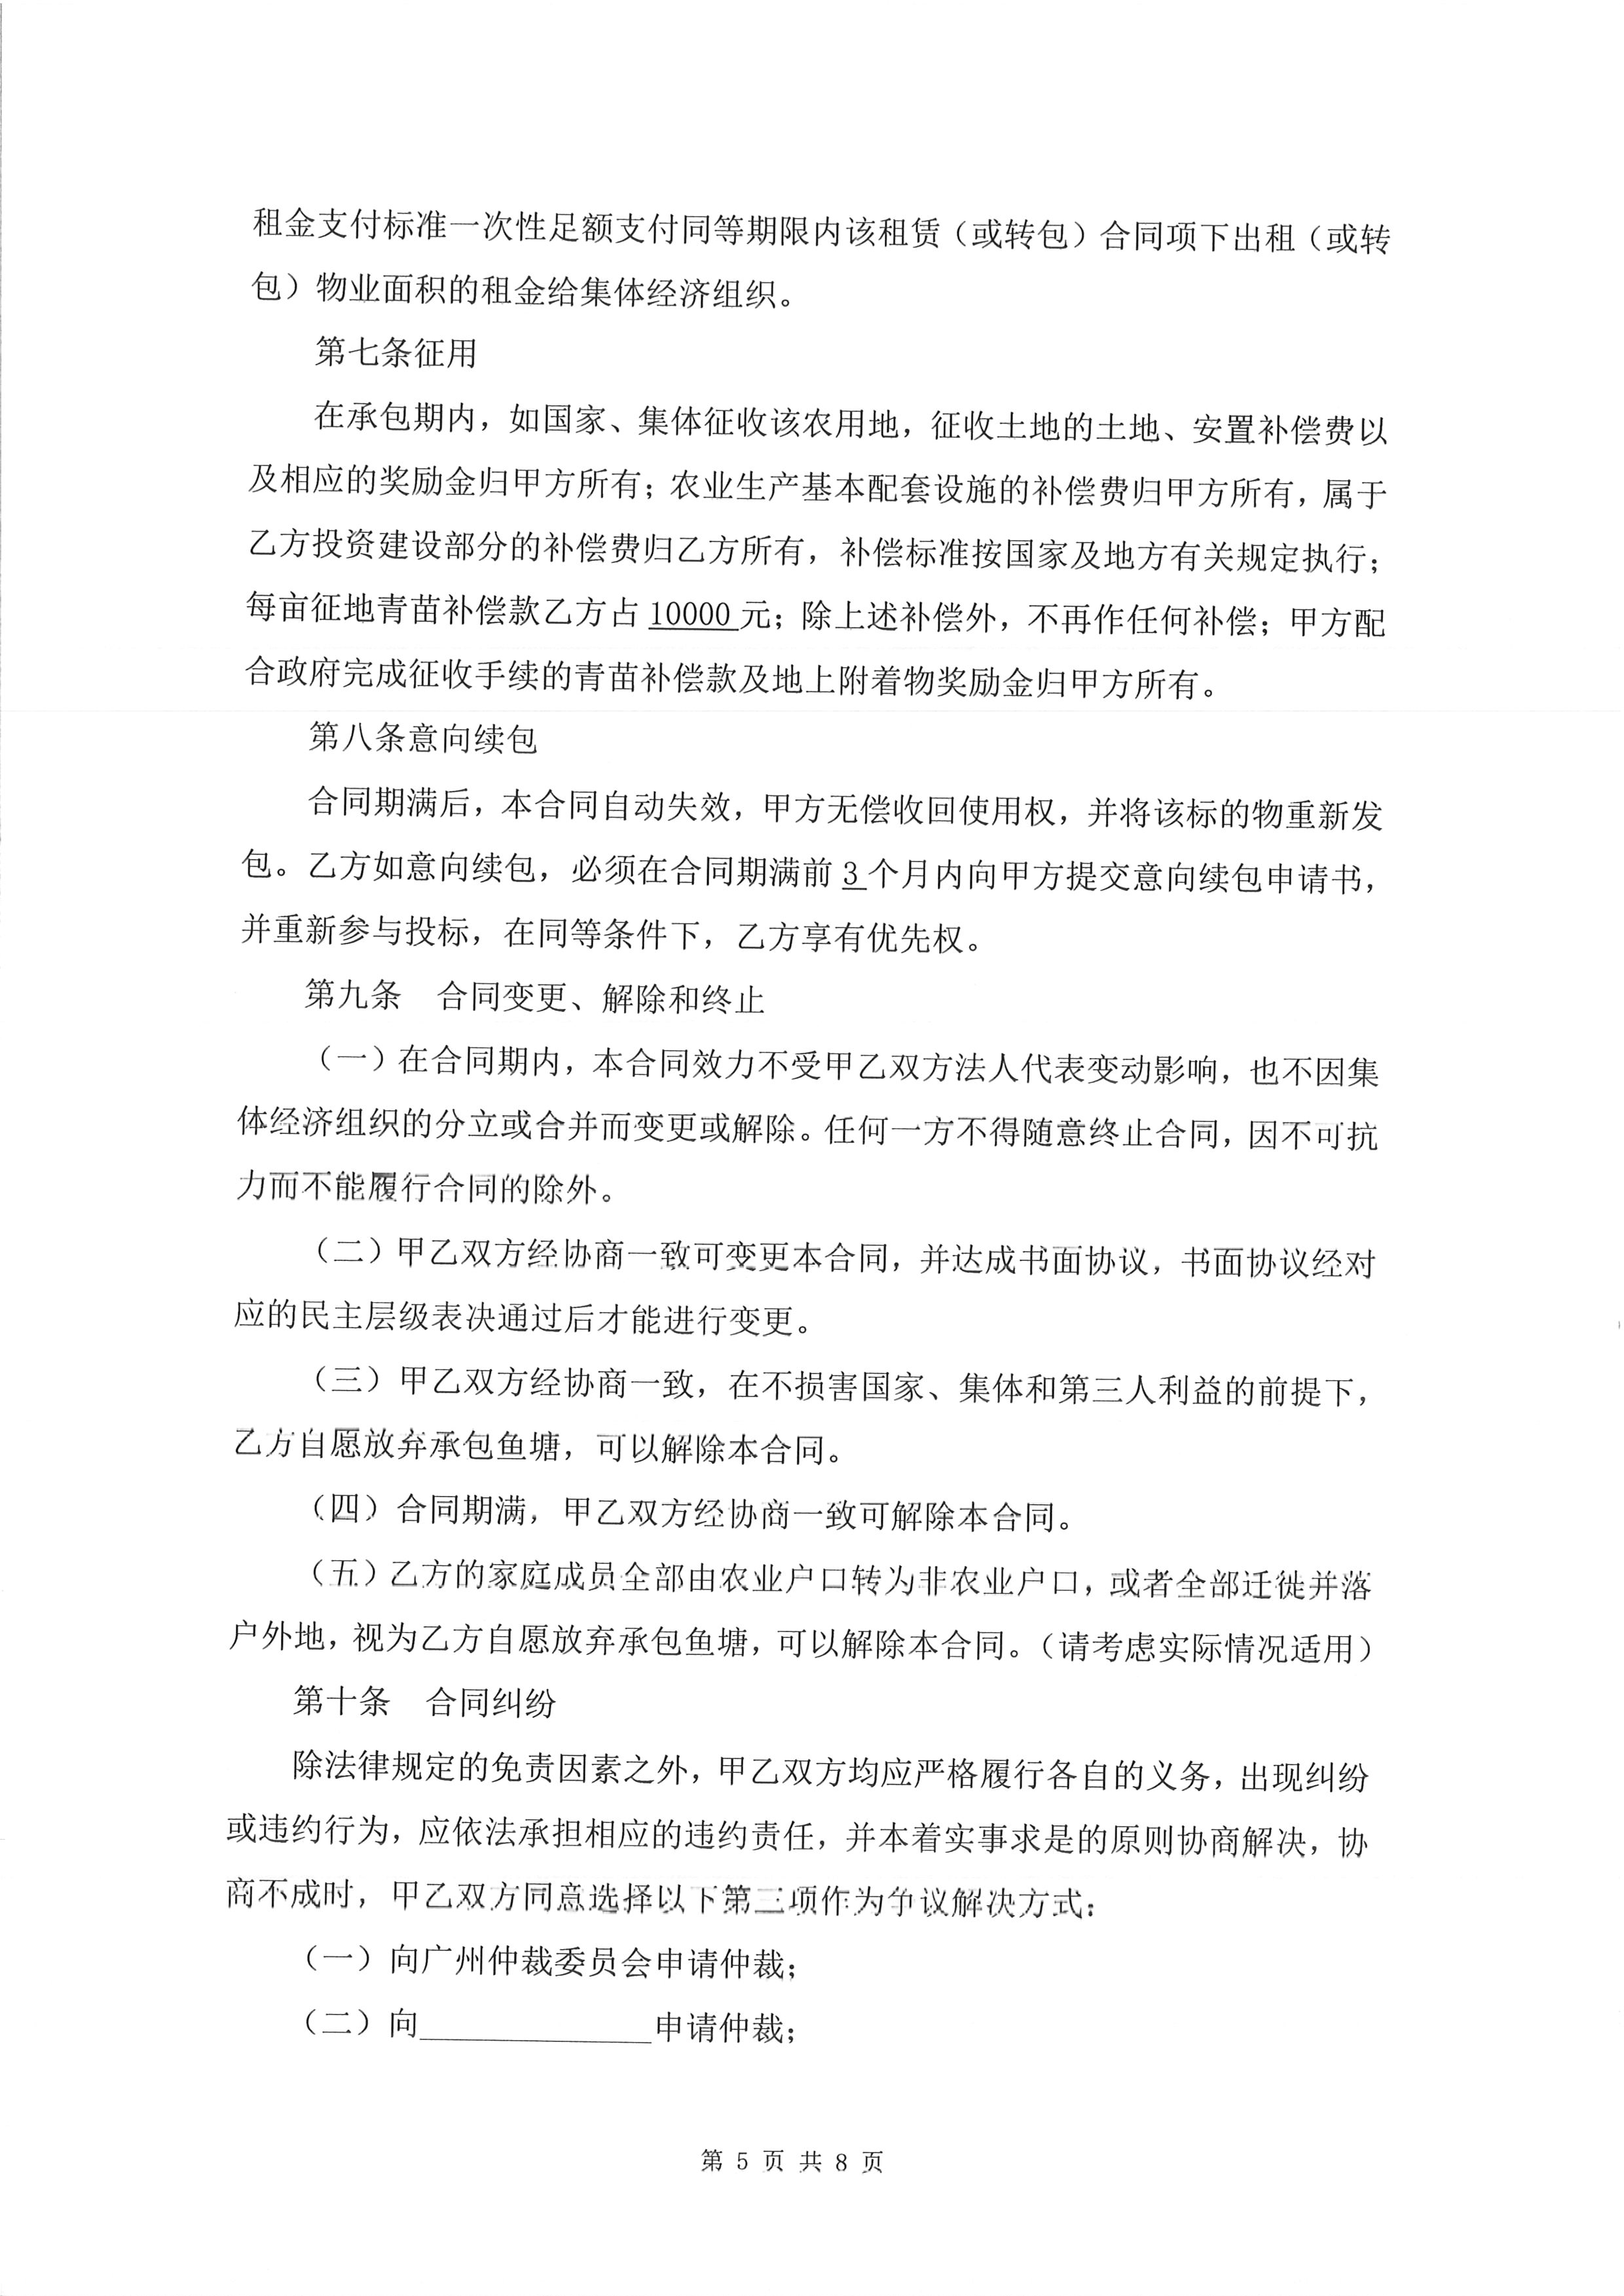 租金支付标准一次性足额支付同等期限内该租赁（或转包）合同项下出租（或转
包）物业面积的租金给集体经济组织。
第七条征用
在承包期内，如国家、集体征收该农用地，征收土地的土地、安置补偿费以
及相应的奖励金归甲方所有；农业生产基本配套设施的补偿费归甲方所有，属于
乙方投资建设部分的补偿费归乙方所有，补偿标准按国家及地方有关规定执行；
每亩征地青苗补偿款乙方占 10000 元；除上述补偿外，不再作任何补偿；甲方配
合政府完成征收手续的青苗补偿款及地上附着物奖励金归甲方所有。
第八条意向续包
合同期满后，本合同自动失效，甲方无偿收回使用权，并将该标的物重新发
包。乙方如意向续包，必须在合同期满前 3 个月内向甲方提交意向续包申请书，
并重新参与投标，在同等条件下，乙方享有优先权。
第九条　合同变更、解除和终止
（一）在合同期内，本合同效力不受甲乙双方法人代表变动影响，也不因集
体经济组织的分立或合并而变更或解除。任何一方不得随意终止合同，因不可抗
力而不能履行合同的除外。
（二）甲乙双方经协商一致可变更本合同，并达成书面协议，书面协议经对
应的民主层级表决通过后才能进行变更。
（三）甲乙双方经协商一致，在不损害国家、集体和第三人利益的前提下，
乙方自愿放弃承包鱼塘，可以解除本合同。
（四）合同期满，甲乙双方经协商一致可解除本合同。
（五）乙方的家庭成员全部由农业户口转为非农业户口，或者全部迁徙并落
户外地，视为乙方自愿放弃承包鱼塘，可以解除本合同。（请考虑实际情况适用）
第十条　合同纠纷
除法律规定的免责因素之外，甲乙双方均应严格履行各自的义务，出现纠纷
或违约行为，应依法承担相应的违约责任，并本着实事求是的原则协商解决，协
商不成时，甲乙双方同意选择以下第三项作为争议解决方式：
（一）向广州仲裁委员会申请仲裁；
（二）向______________申请仲裁；
第 5 页 共 8 页